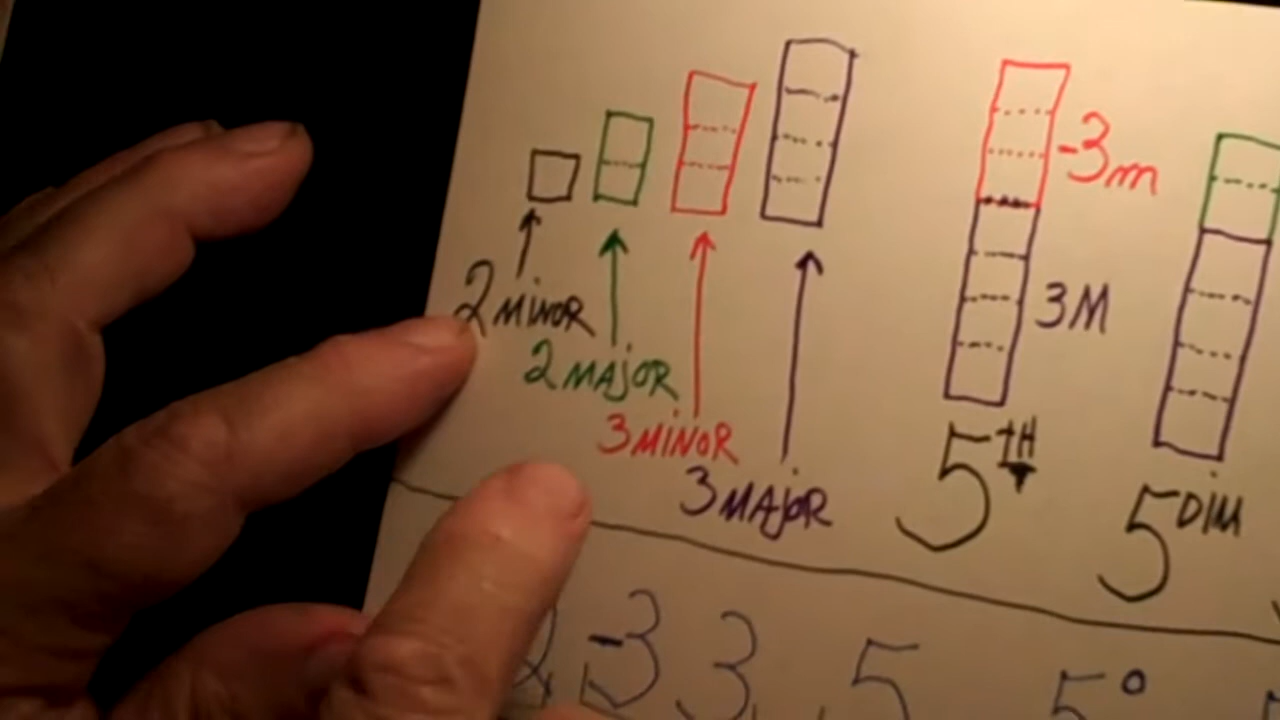 -3m
3M
2 MINOR
2 MAJOR
3 MINOR
3 MAJOR
5TH
5DIM
-3 3 5 5°